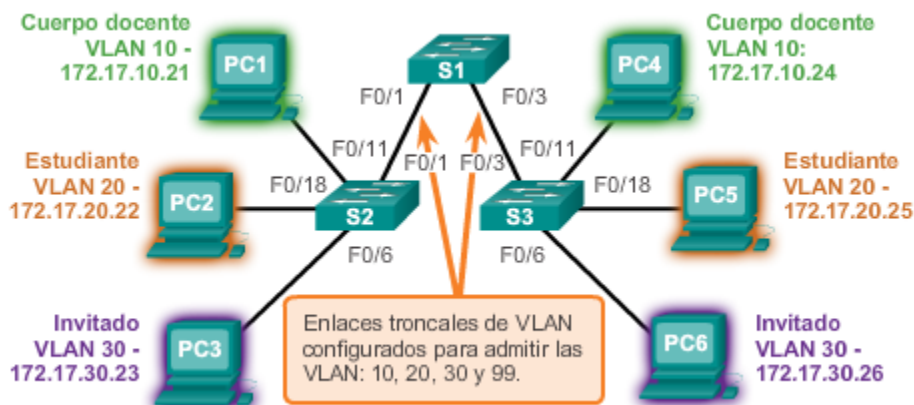 Cuerpo docente
VLAN 10 -
172.17.10.21
PC1
S1
PC4
Cuerpo docente
VLAN 10:
172.17.10.24
F0/1
F0/3
F0/11
F0/1
F0/3
F0/11
Estudiante
VLAN 20 -
172.17.20.22
PC2
F0/18
S2
S3
F0/18
PC5
Estudiante
VLAN 20 -
172.17.20.25
F0/6
F0/6
Invitado
VLAN 30 -
172.17.30.23
PC3
Enlaces troncales de VLAN
configurados para admitir las
VLAN: 10, 20, 30 y 99.
PC6
Invitado
VLAN 30 -
172.17.30.26